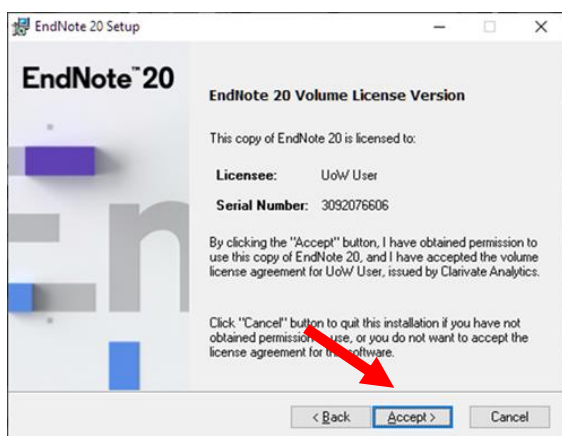 EndNote 20 Setup
EndNote™20
EndNote 20 Volume License Version
This copy of EndNote 20 is licensed to:
Licensee: UoW User
Serial Number: 3092076606
By clicking the "Accept" button, I have obtained permission to
use this copy of EndNote 20, and I have accepted the volume
license agreement for UoW User, issued by Clarivate Analytics.
Click "Cancel" button to quit this installation if you have not
obtained permission use, or you do not want to accept the
license agreement for software.
< Back Accept > Cancel